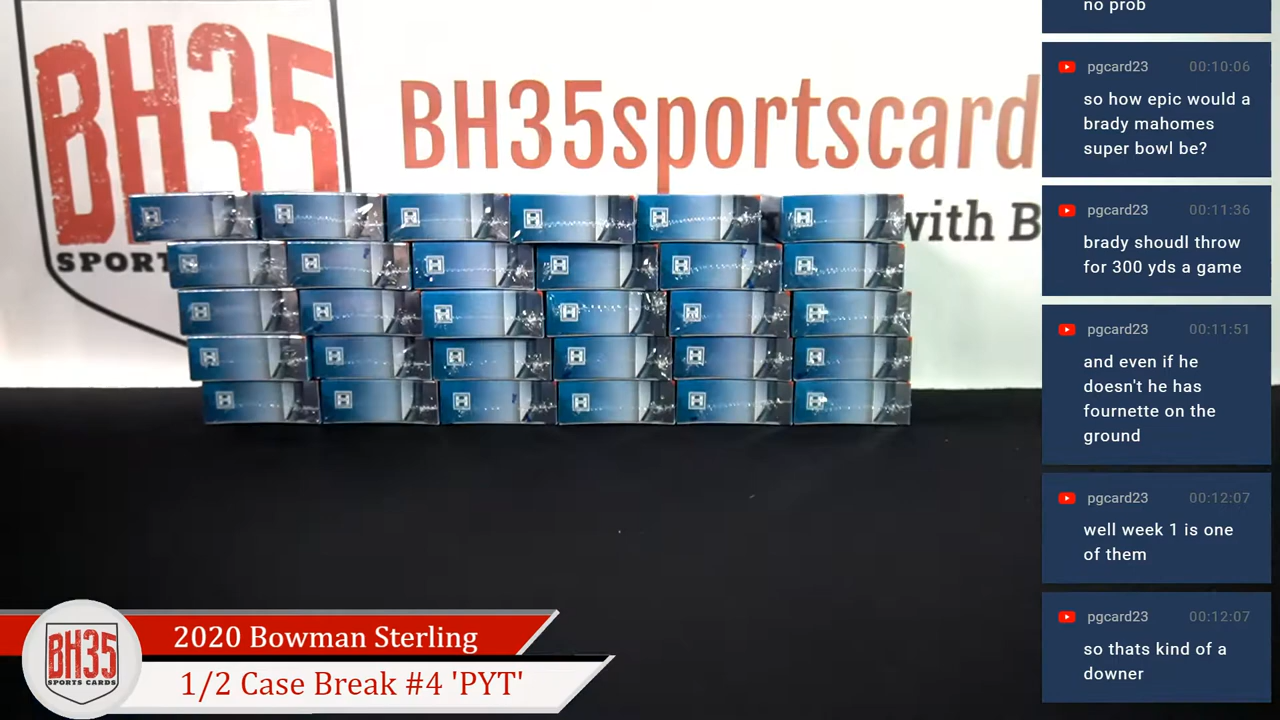 BH35
SPORT
BH35sportscard
with B
2020 Bowman Sterling
1/2 Case Break #4 'PYT'
BH35
SPORTS CARDS
no prob
pgcard23 00:10:06
so how epic would a
brady mahomes
super bowl be?
pgcard23 00:11:36
brady shoudl throw
for 300 yds a game
pgcard23 00:11:51
and even if he
doesn't he has
fournette on the
ground
pgcard23 00:12:07
well week 1 is one
of them
pgcard23 00:12:07
so thats kind of a
downer